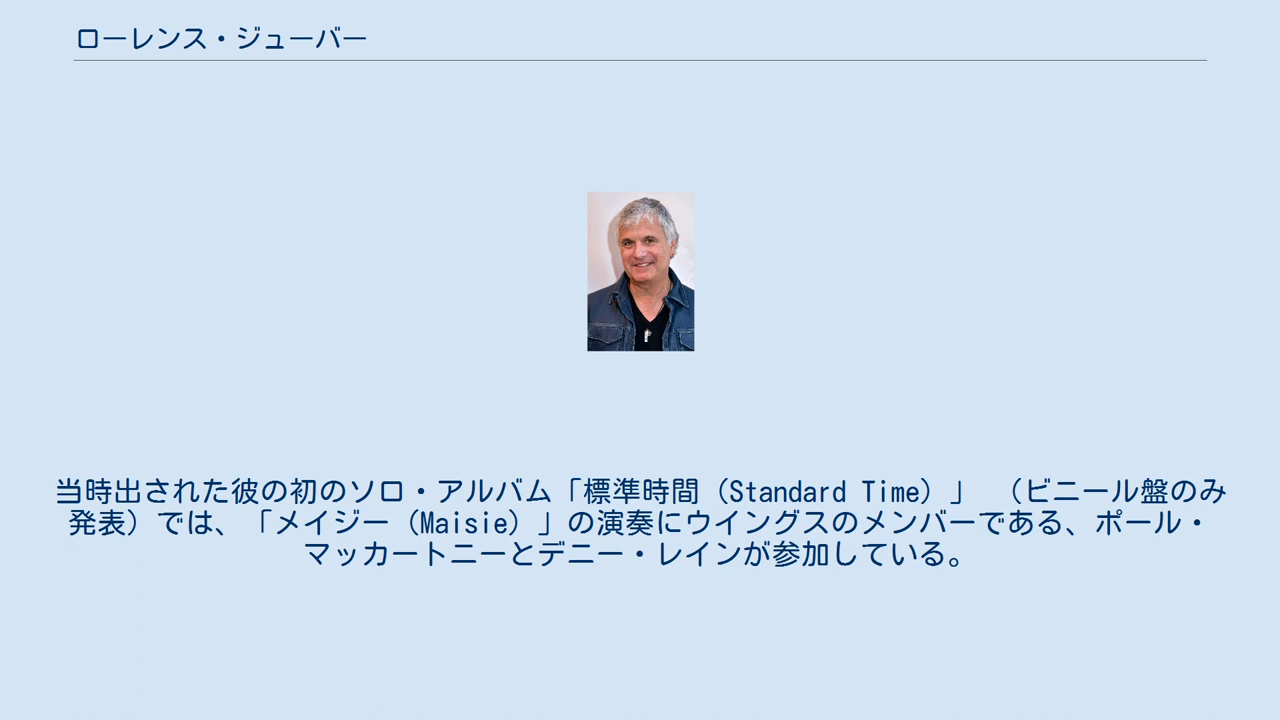 ローレンス・ジューバー
当時出された彼の初のソロ・アルバム「標準時間（Standard Time）」 （ビニール盤のみ
発表）では、「メイジー（Maisie）」の演奏にウイングスのメンバーである、ポール・
マッカートニーとデニー・レインが参加している。